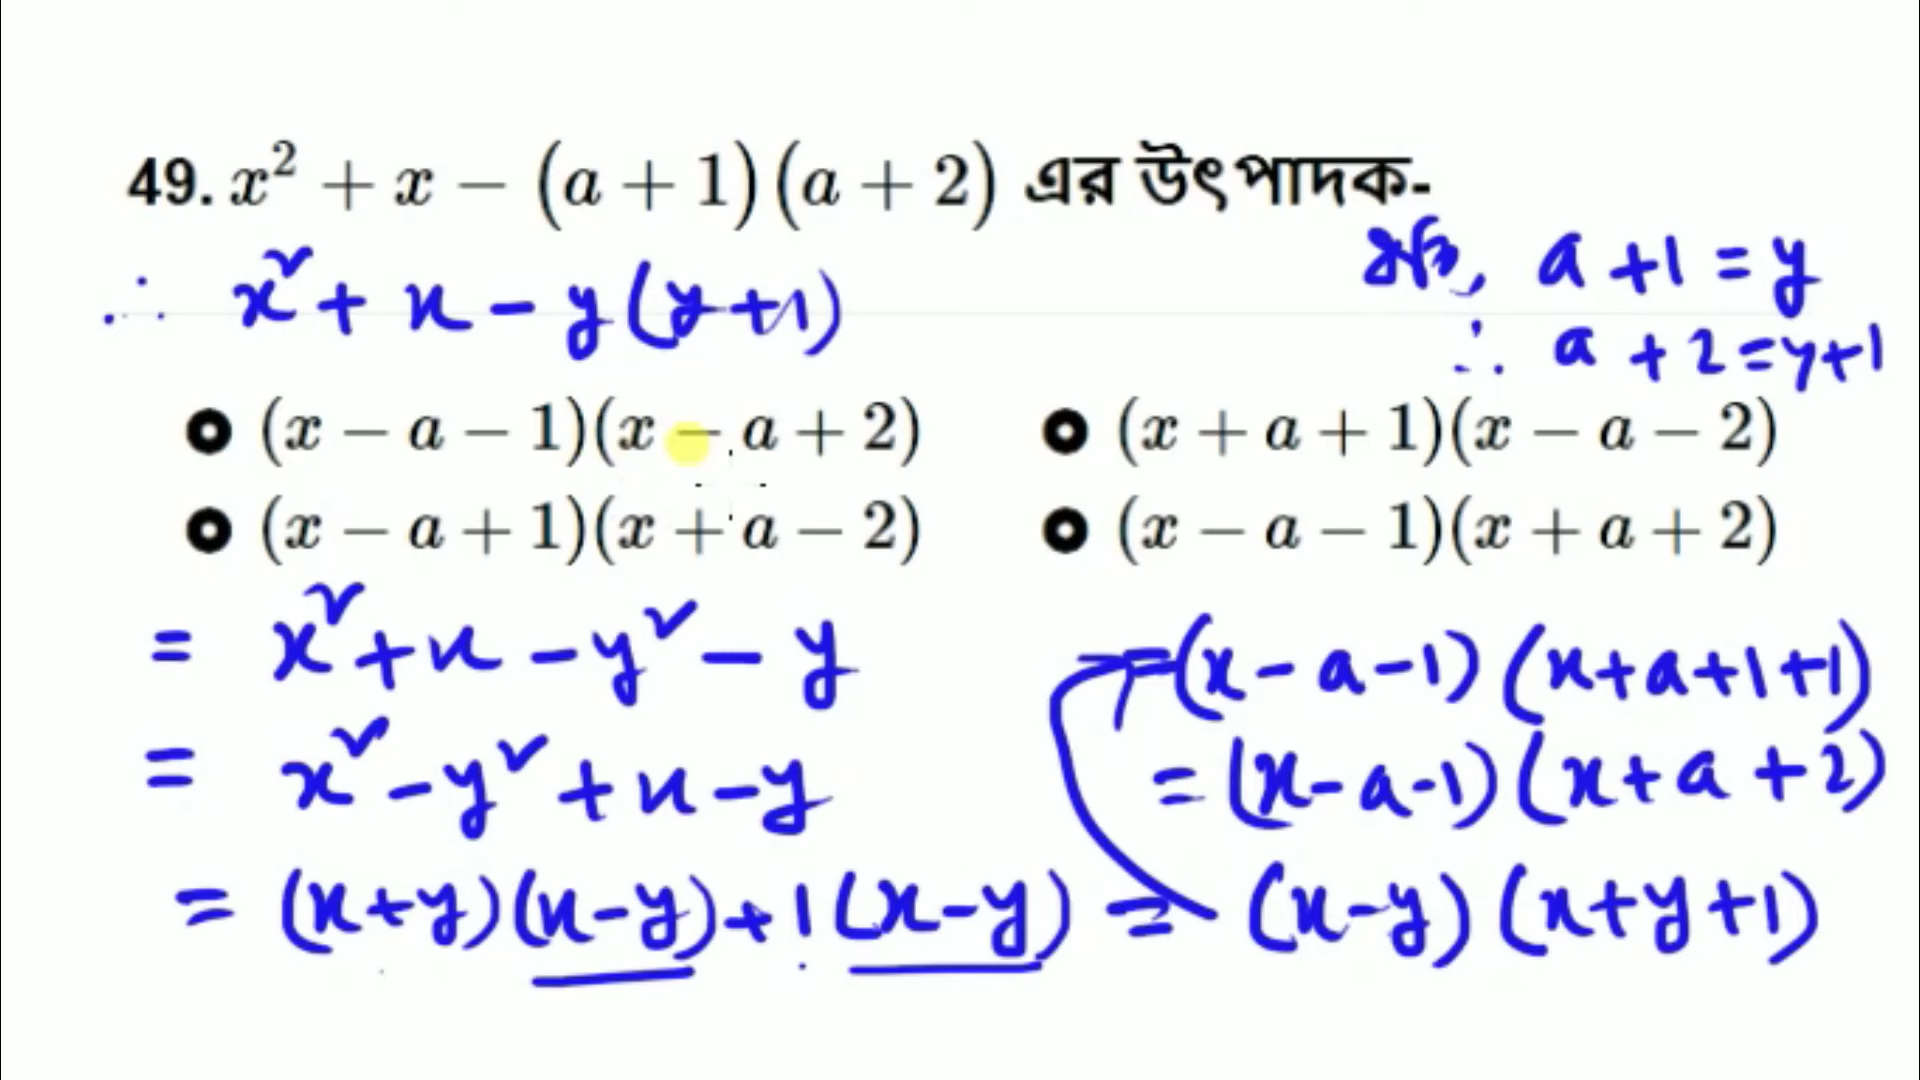 49. x² + x − (a + 1)(a + 2) এর উৎপাদক-
ধরি, a + 1 = y
∴ x² + x − y(y+1)
∴ a + 2 = y+1
(x − a − 1)(x − a + 2)
(x + a + 1)(x − a − 2)
(x − a + 1)(x + a − 2)
(x − a − 1)(x + a + 2)
= x² + x − y² − y
= x² − y² + x − y
= (x+y)(x−y) + 1(x−y) = (x−y)(x+y+1)
= (x − a − 1)(x + a + 1 + 1)
= (x − a − 1)(x + a + 2)